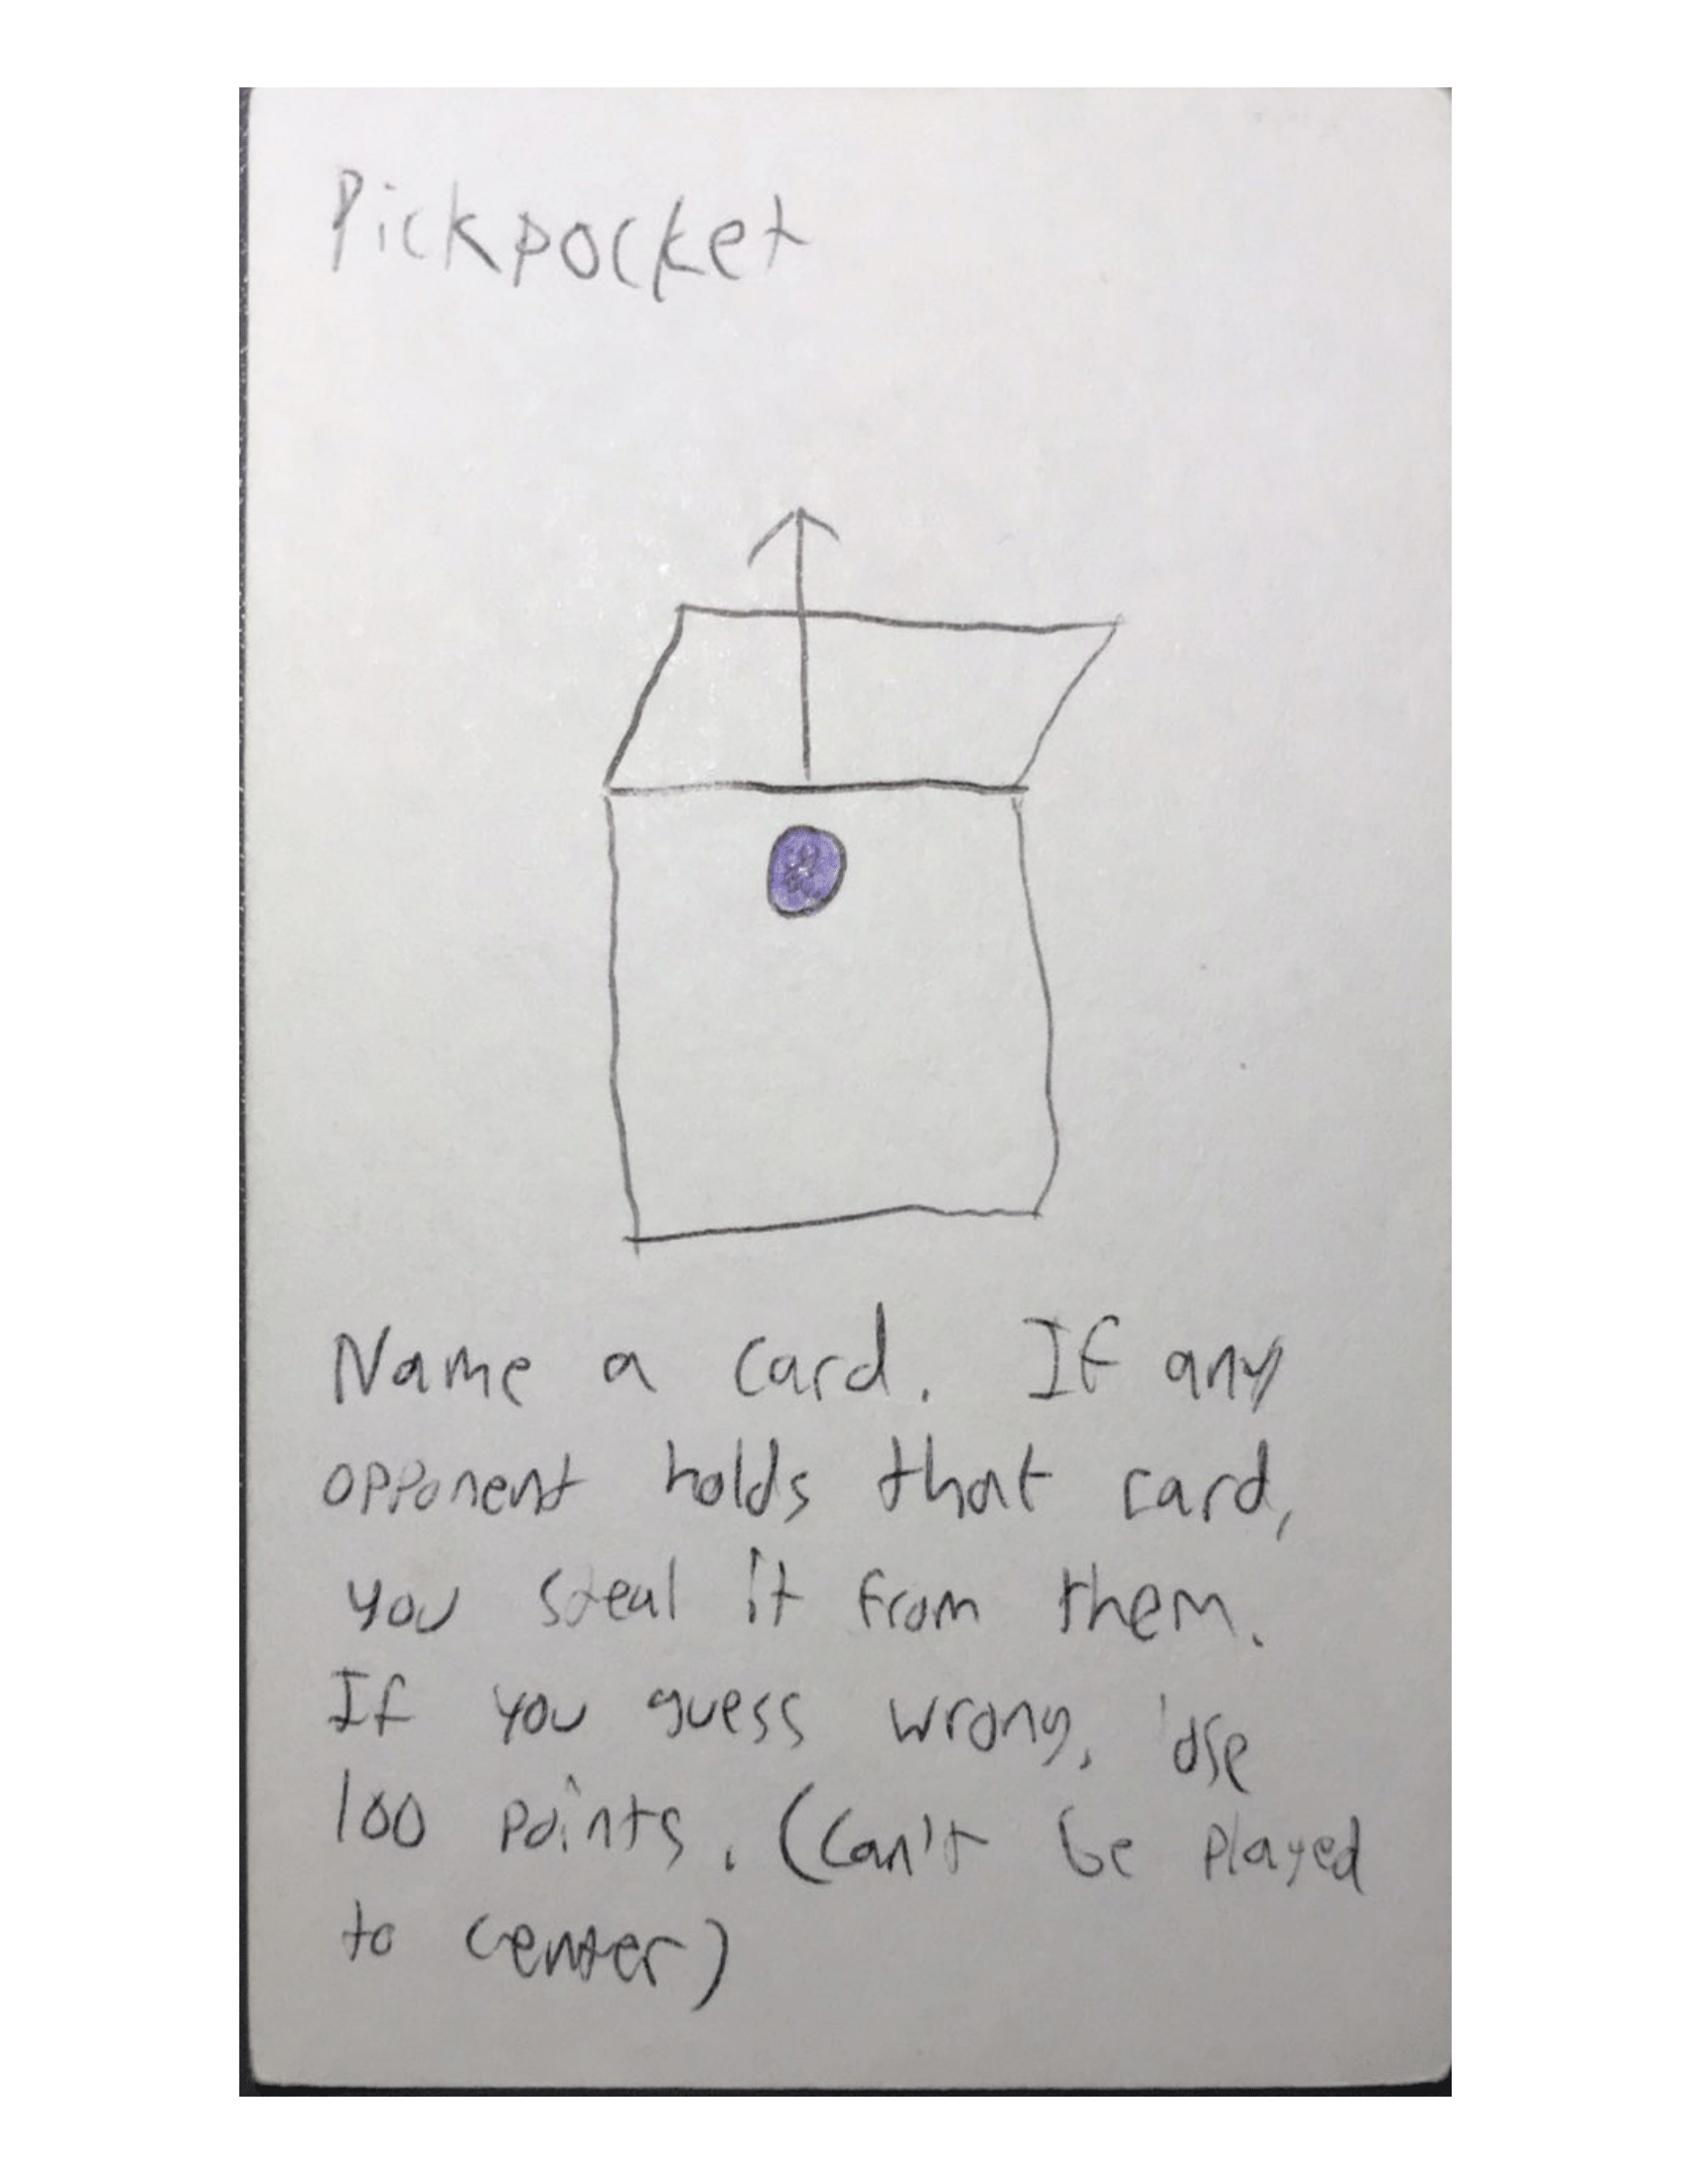 Pickpocket
Name a card. If any
opponent holds that card,
you steal it from them.
If you guess wrong, lose
100 points. (Can't be played
to center)